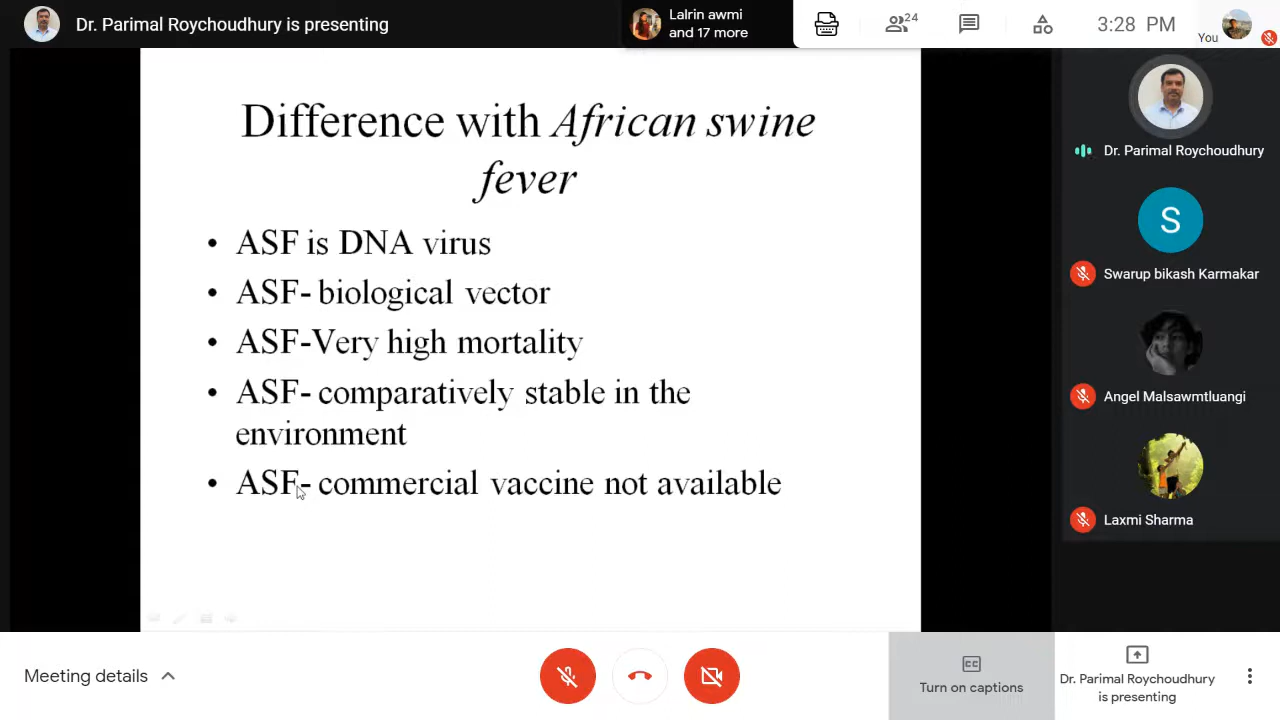 Dr. Parimal Roychoudhury is presenting
Lalrin awmi
and 17 more
24
3:28 PM
You
Difference with African swine
fever
• ASF is DNA virus
• ASF- biological vector
• ASF-Very high mortality
• ASF- comparatively stable in the
environment
• ASF- commercial vaccine not available
Dr. Parimal Roychoudhury
S
Swarup bikash Karmakar
Angel Malsawmtluangi
Laxmi Sharma
Meeting details
CC
Turn on captions
Dr. Parimal Roychoudhury
is presenting